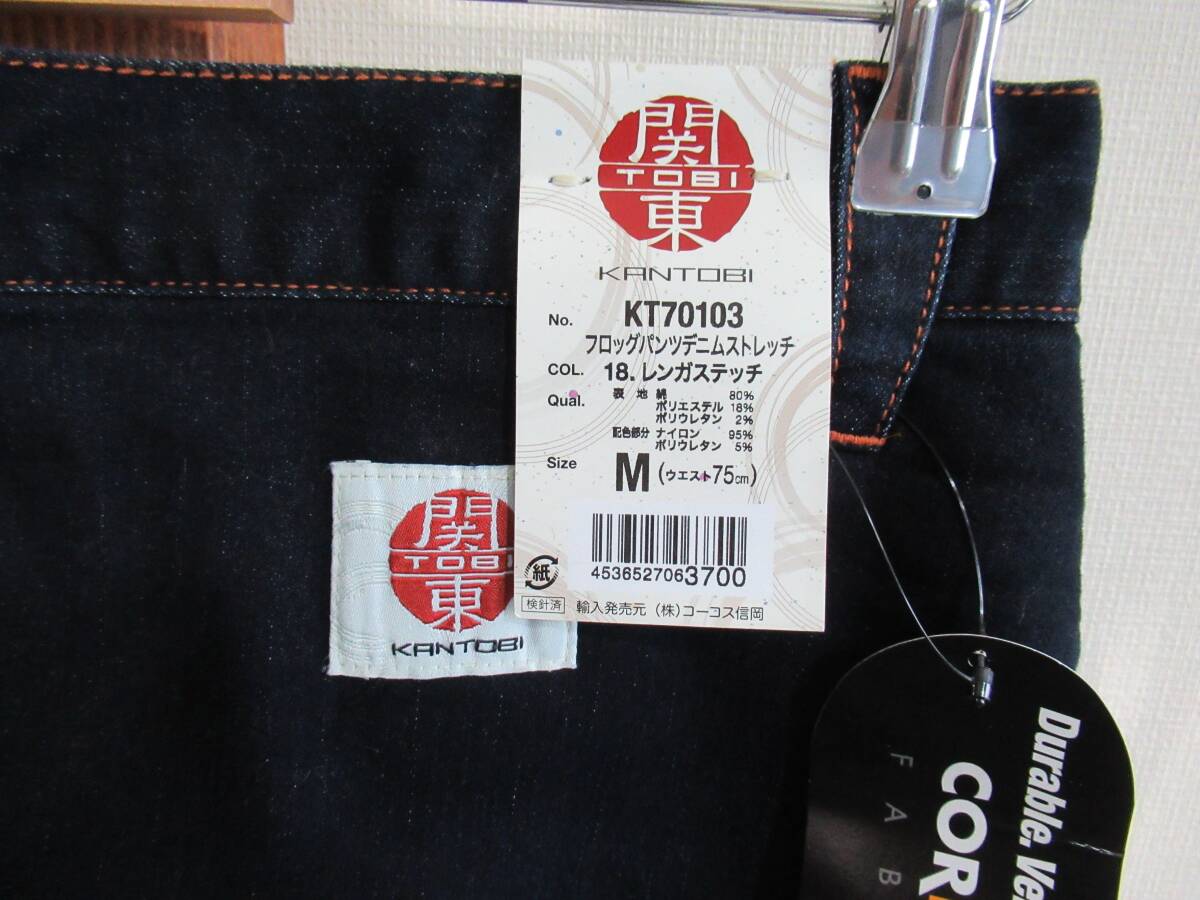 関
TOBI
東
KANTOBI
No. KT70103
フロッグパンツデニムストレッチ
COL. 18. レンガステッチ
Qual. 表地 綿 80%
ポリエステル 18%
ポリウレタン 2%
配色部分 ナイロン 95%
ポリウレタン 5%
Size M (ウエスト75cm)
4536527063700
紙
検針済 輸入発売元 (株)コーコス信岡
関
TOBI
東
KANTOBI
Durable. Ve
COR
FAB